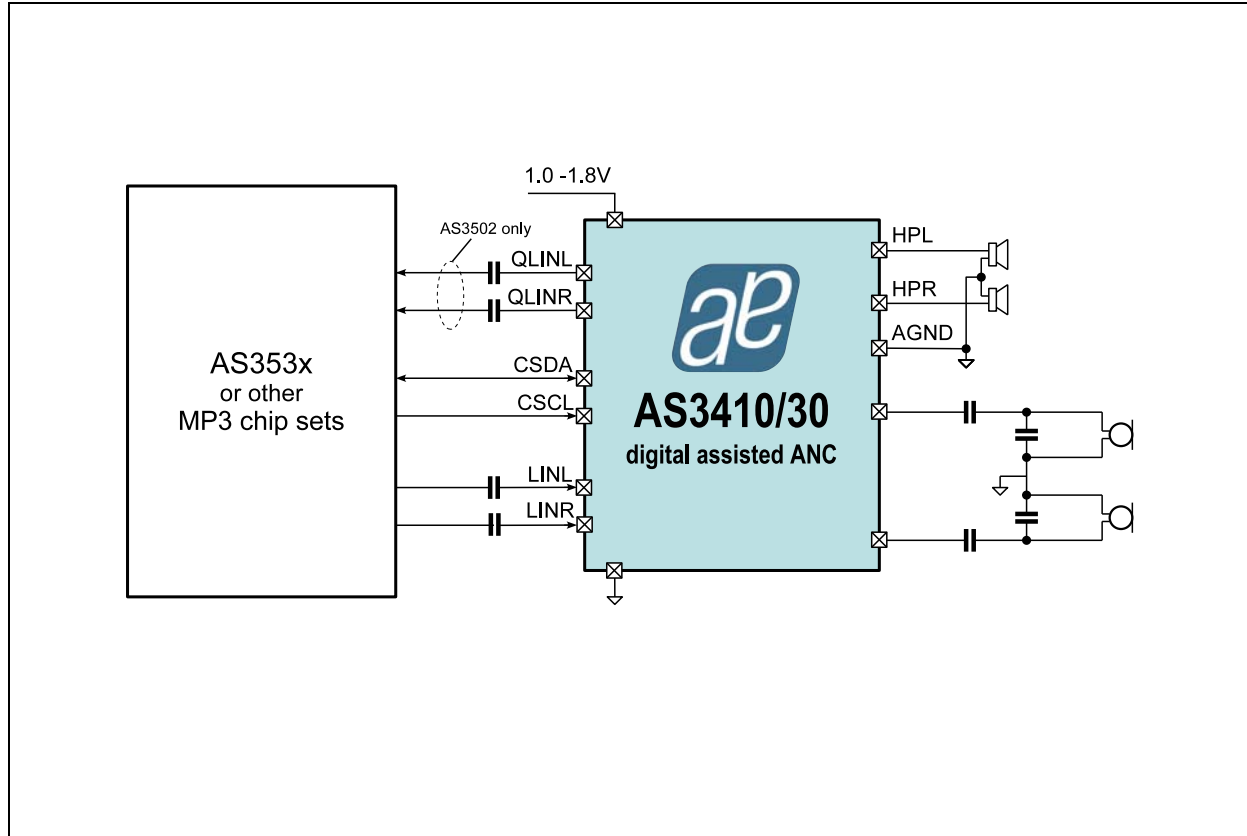 1.0 -1.8V
AS3502 only
QLINL
QLINR
CSDA
CSCL
LINL
LINR
AS353x
or other
MP3 chip sets
ae
AS3410/30
digital assisted ANC
HPL
HPR
AGND